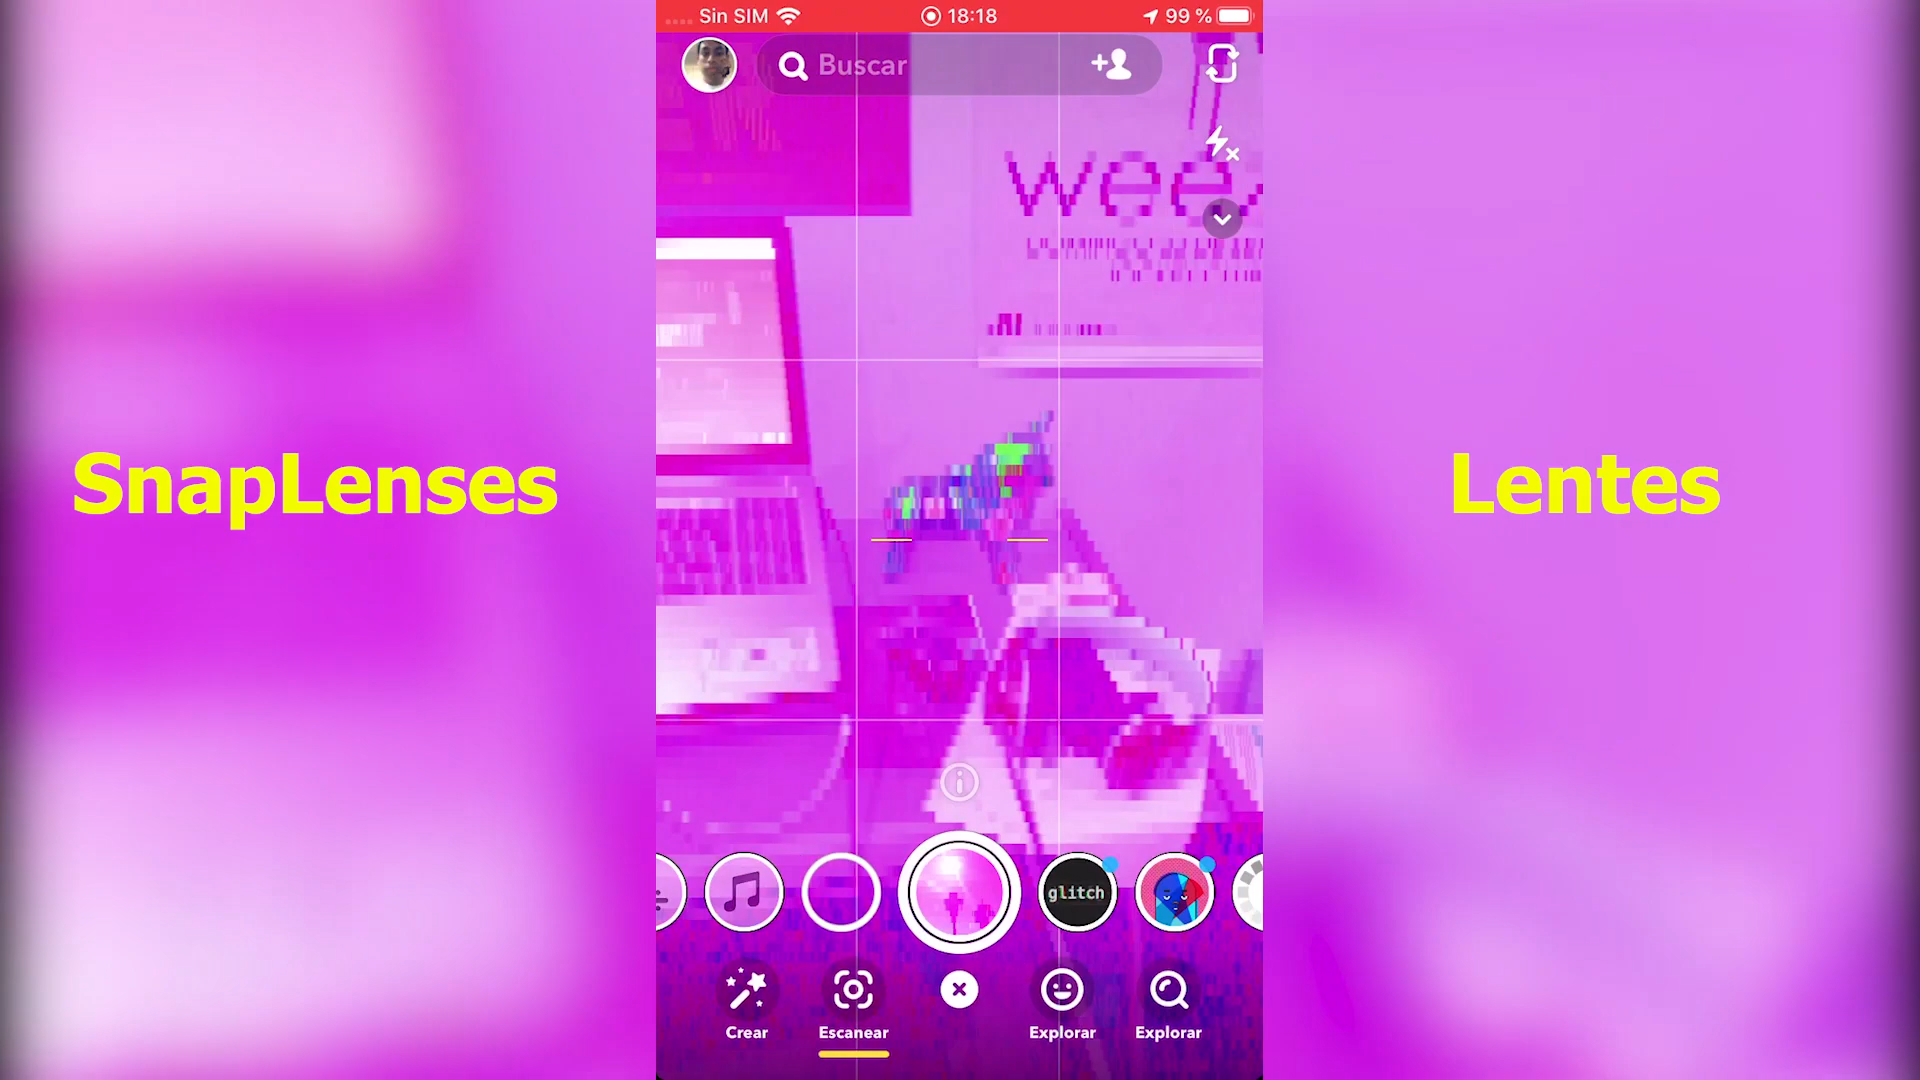 Sin SIM 18:18 99 %
Buscar
SnapLenses
Lentes
glitch
Crear
Escanear
Explorar
Explorar